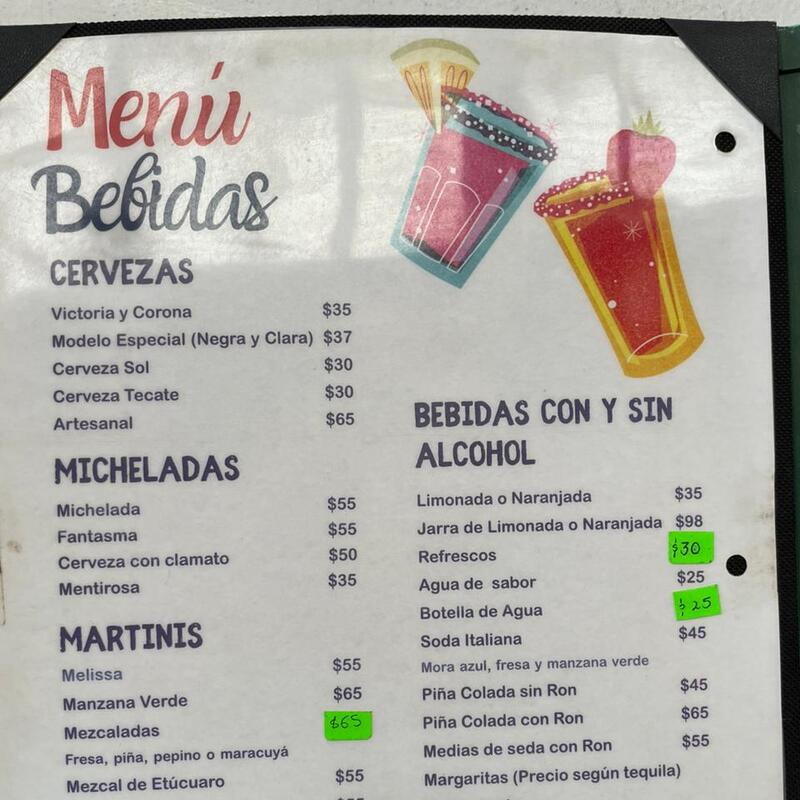 Menú
Bebidas
CERVEZAS
Victoria y Corona $35
Modelo Especial (Negra y Clara) $37
Cerveza Sol $30
Cerveza Tecate $30
Artesanal $65
MICHELADAS
Michelada $55
Fantasma $55
Cerveza con clamato $50
Mentirosa $35
MARTINIS
Melissa $55
Manzana Verde $65
Mezcaladas $65
Fresa, piña, pepino o maracuyá
Mezcal de Etúcuaro $55
BEBIDAS CON Y SIN
ALCOHOL
Limonada o Naranjada $35
Jarra de Limonada o Naranjada $98
Refrescos $30
Agua de sabor $25
Botella de Agua $25
Soda Italiana $45
Mora azul, fresa y manzana verde
Piña Colada sin Ron $45
Piña Colada con Ron $65
Medias de seda con Ron $55
Margaritas (Precio según tequila)